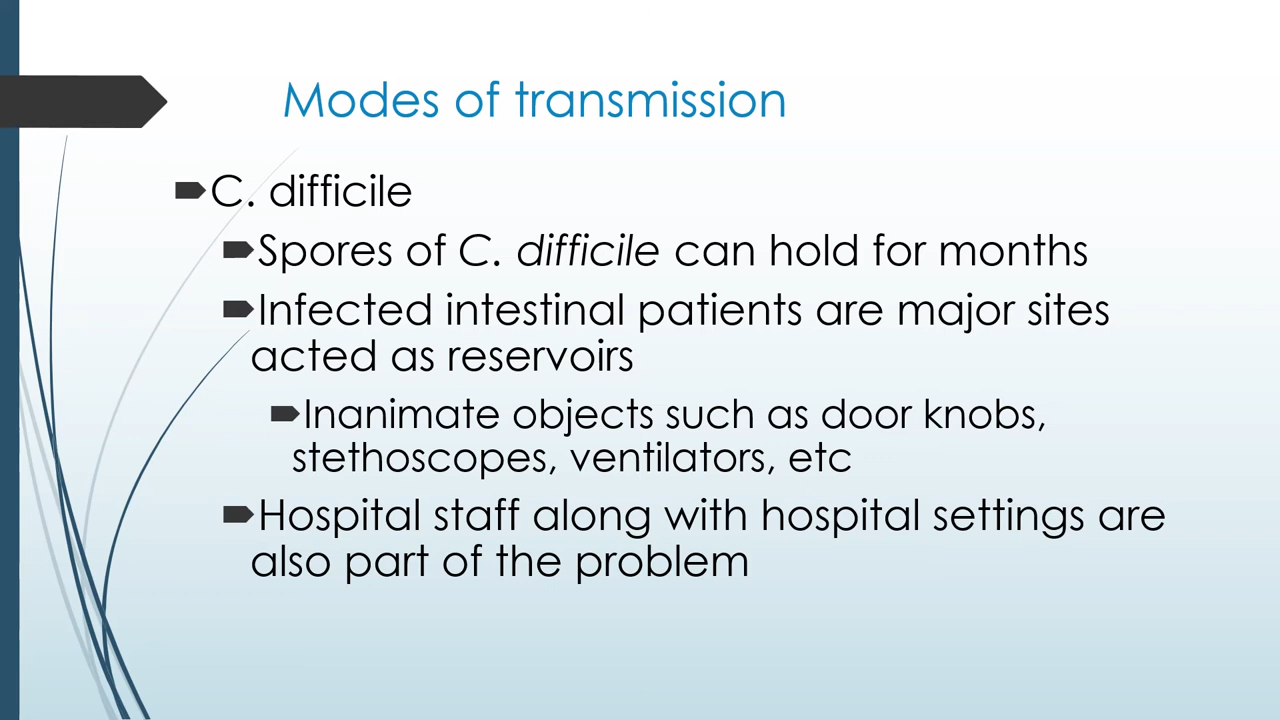 Modes of transmission
C. difficile
Spores of C. difficile can hold for months
Infected intestinal patients are major sites
acted as reservoirs
Inanimate objects such as door knobs,
stethoscopes, ventilators, etc
Hospital staff along with hospital settings are
also part of the problem